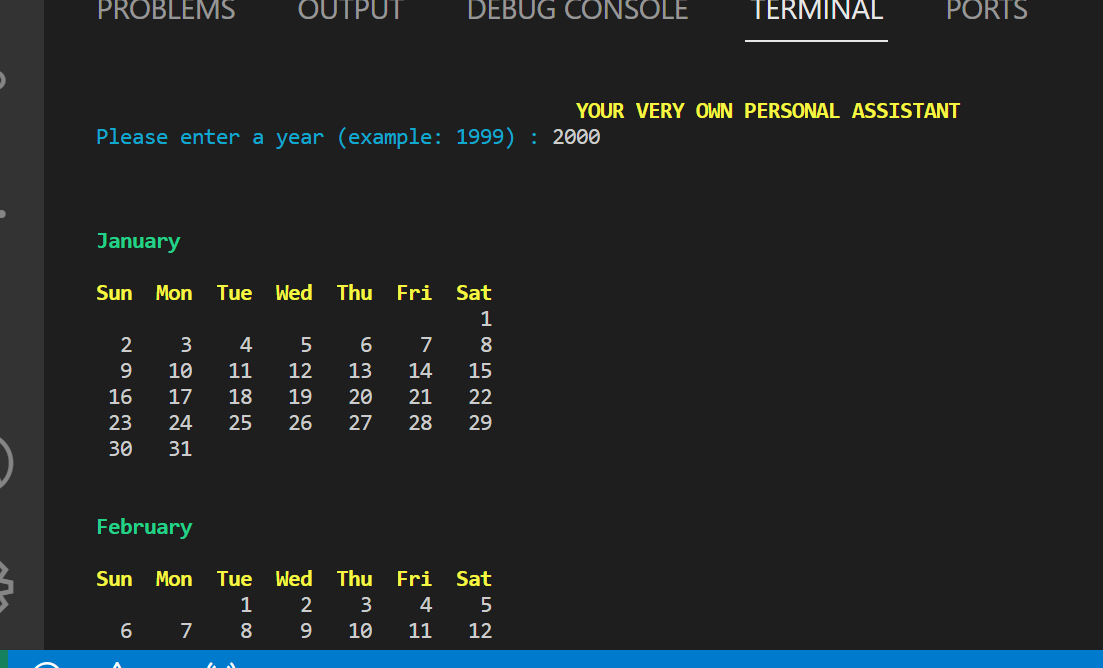 PROBLEMS OUTPUT DEBUG CONSOLE TERMINAL PORTS
YOUR VERY OWN PERSONAL ASSISTANT
Please enter a year (example: 1999) : 2000
January
Sun Mon Tue Wed Thu Fri Sat
1
2 3 4 5 6 7 8
9 10 11 12 13 14 15
16 17 18 19 20 21 22
23 24 25 26 27 28 29
30 31
February
Sun Mon Tue Wed Thu Fri Sat
1 2 3 4 5
6 7 8 9 10 11 12